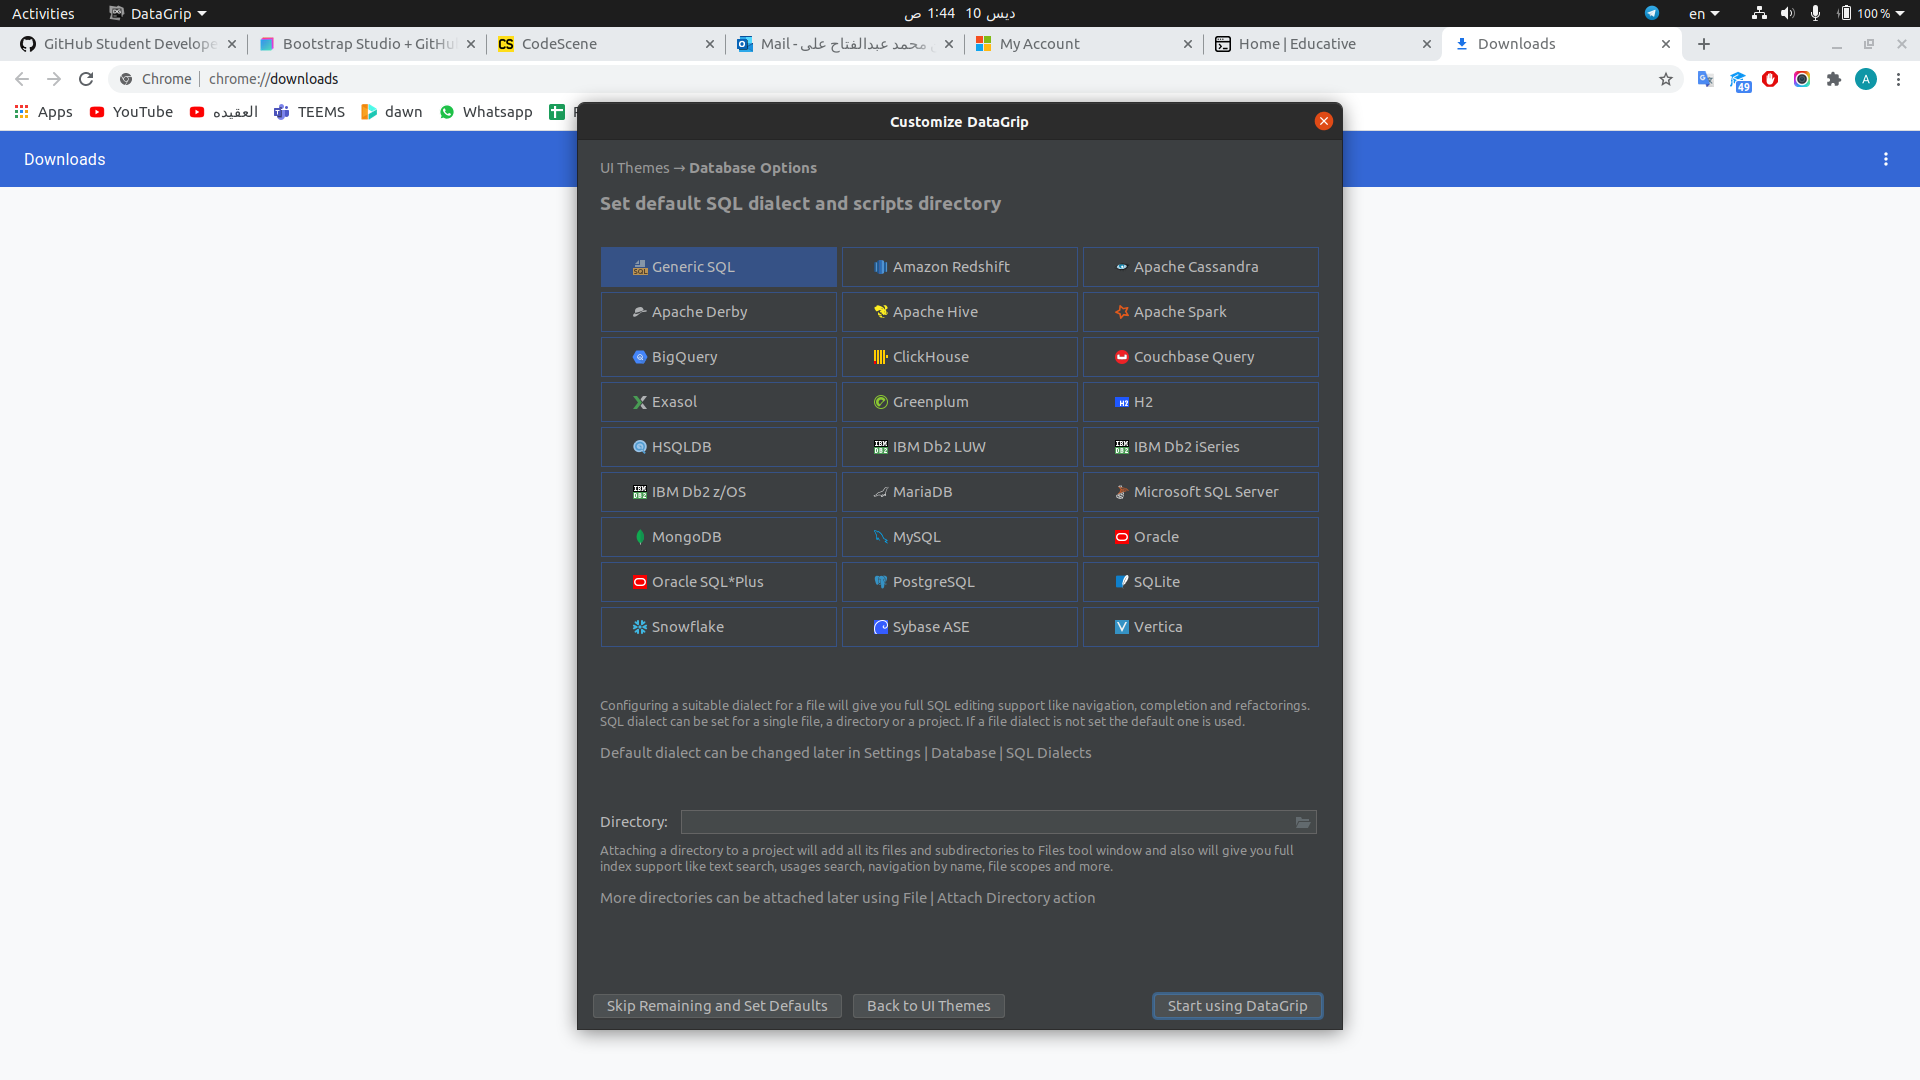 Activities DataGrip ديس 10 1:44 ص en 100 %
GitHub Student Develope Bootstrap Studio + GitHu CodeScene Mail - محمد عبدالفتاح على My Account Home | Educative Downloads
Chrome chrome://downloads 49 A
Apps YouTube العقيده TEEMS dawn Whatsapp
Customize DataGrip
Downloads
UI Themes → Database Options
Set default SQL dialect and scripts directory
Generic SQL Amazon Redshift Apache Cassandra
Apache Derby Apache Hive Apache Spark
BigQuery ClickHouse Couchbase Query
Exasol Greenplum H2
HSQLDB IBM Db2 LUW IBM Db2 iSeries
IBM Db2 z/OS MariaDB Microsoft SQL Server
MongoDB MySQL Oracle
Oracle SQL*Plus PostgreSQL SQLite
Snowflake Sybase ASE Vertica
Configuring a suitable dialect for a file will give you full SQL editing support like navigation, completion and refactorings.
SQL dialect can be set for a single file, a directory or a project. If a file dialect is not set the default one is used.
Default dialect can be changed later in Settings | Database | SQL Dialects
Directory:
Attaching a directory to a project will add all its files and subdirectories to Files tool window and also will give you full
index support like text search, usages search, navigation by name, file scopes and more.
More directories can be attached later using File | Attach Directory action
Skip Remaining and Set Defaults Back to UI Themes Start using DataGrip